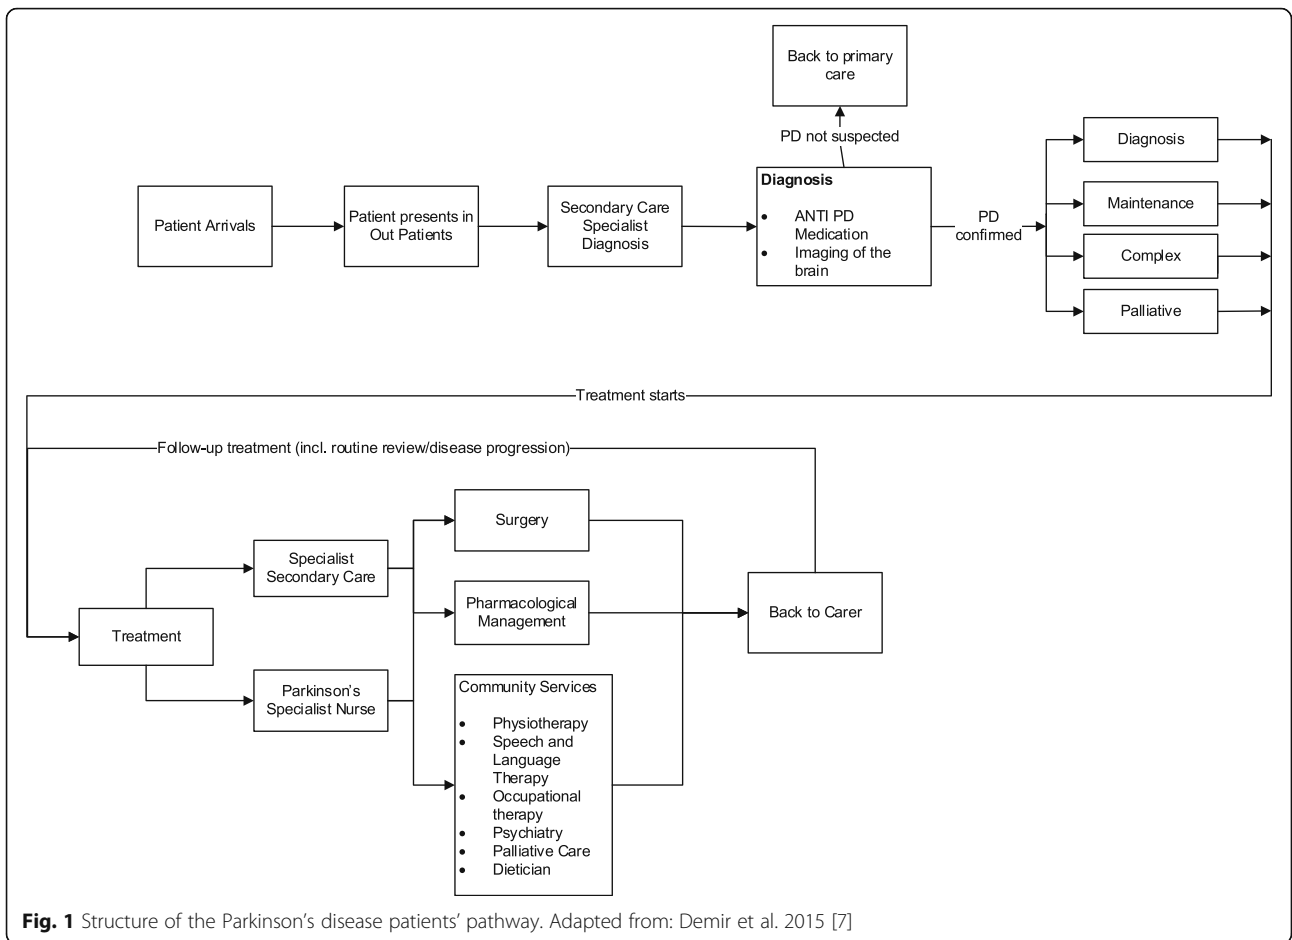 Back to primary
care
PD not suspected
Diagnosis
Patient Arrivals
Patient presents in
Out Patients
Secondary Care
Specialist
Diagnosis
Diagnosis
• ANTI PD
Medication
• Imaging of the
brain
PD
confirmed
Maintenance
Complex
Palliative
Treatment starts
Follow-up treatment (incl. routine review/disease progression)
Surgery
Specialist
Secondary Care
Pharmacological
Management
Back to Carer
Treatment
Parkinson's
Specialist Nurse
Community Services
• Physiotherapy
• Speech and
Language
Therapy
• Occupational
therapy
• Psychiatry
• Palliative Care
• Dietician
Fig. 1 Structure of the Parkinson's disease patients' pathway. Adapted from: Demir et al. 2015 [7]